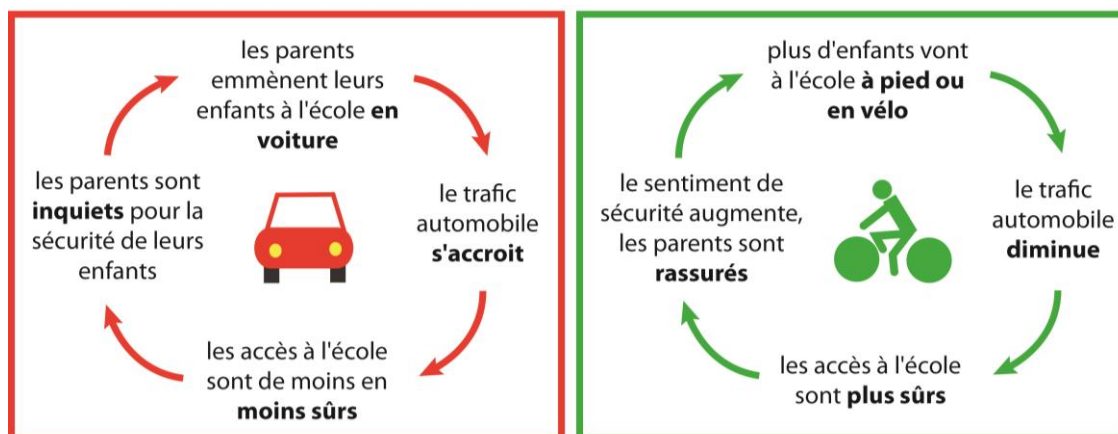 les parents
emmènent leurs
enfants à l'école en
voiture
le trafic
automobile
s'accroit
les accès à l'école
sont de moins en
moins sûrs
les parents sont
inquiets pour la
sécurité de leurs
enfants
plus d'enfants vont
à l'école à pied ou
en vélo
le trafic
automobile
diminue
les accès à l'école
sont plus sûrs
le sentiment de
sécurité augmente,
les parents sont
rassurés